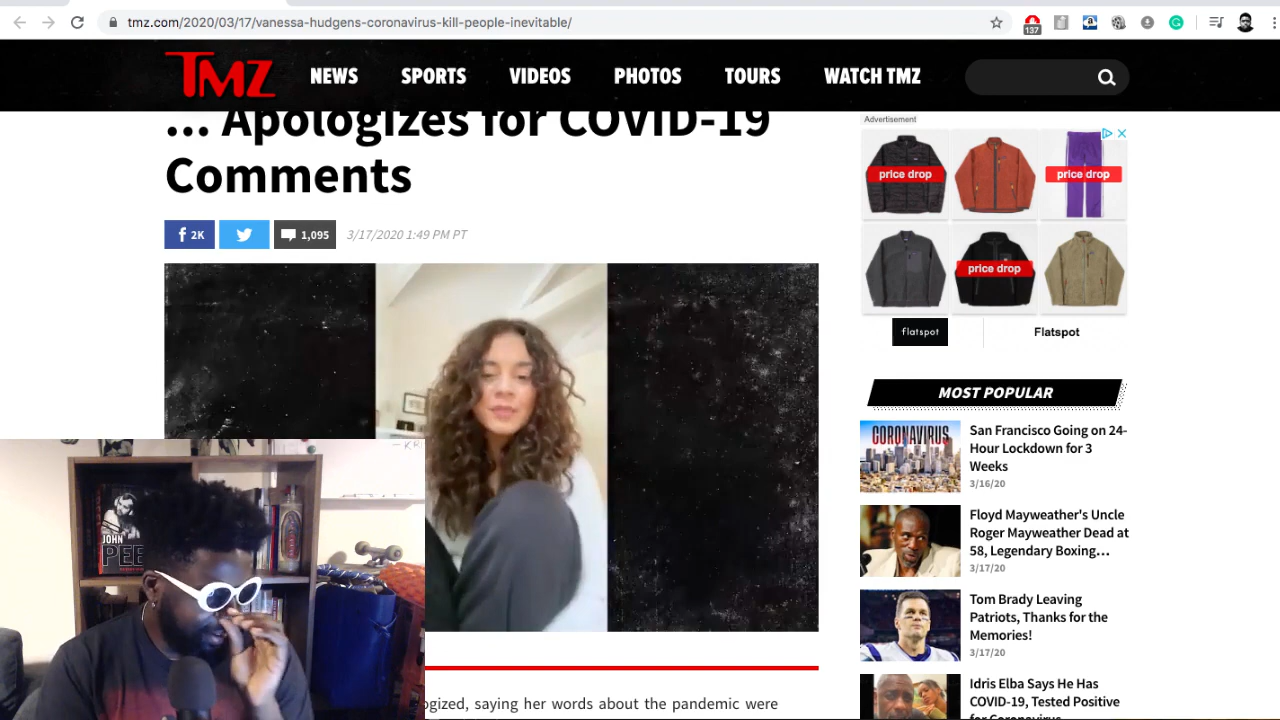 tmz.com/2020/03/17/vanessa-hudgens-coronavirus-kill-people-inevitable/
137
TMZ
NEWS
SPORTS
VIDEOS
PHOTOS
TOURS
WATCH TMZ
... Apologizes for COVID-19
Comments
2K
1,095
3/17/2020 1:49 PM PT
Advertisement
price drop
price drop
price drop
flatspot
Flatspot
MOST POPULAR
CORONAVIRUS
San Francisco Going on 24-
Hour Lockdown for 3
Weeks
3/16/20
Floyd Mayweather's Uncle
Roger Mayweather Dead at
58, Legendary Boxing...
3/17/20
Tom Brady Leaving
Patriots, Thanks for the
Memories!
3/17/20
Idris Elba Says He Has
COVID-19, Tested Positive
for Coronavirus
JOHN
PEE
ogized, saying her words about the pandemic were